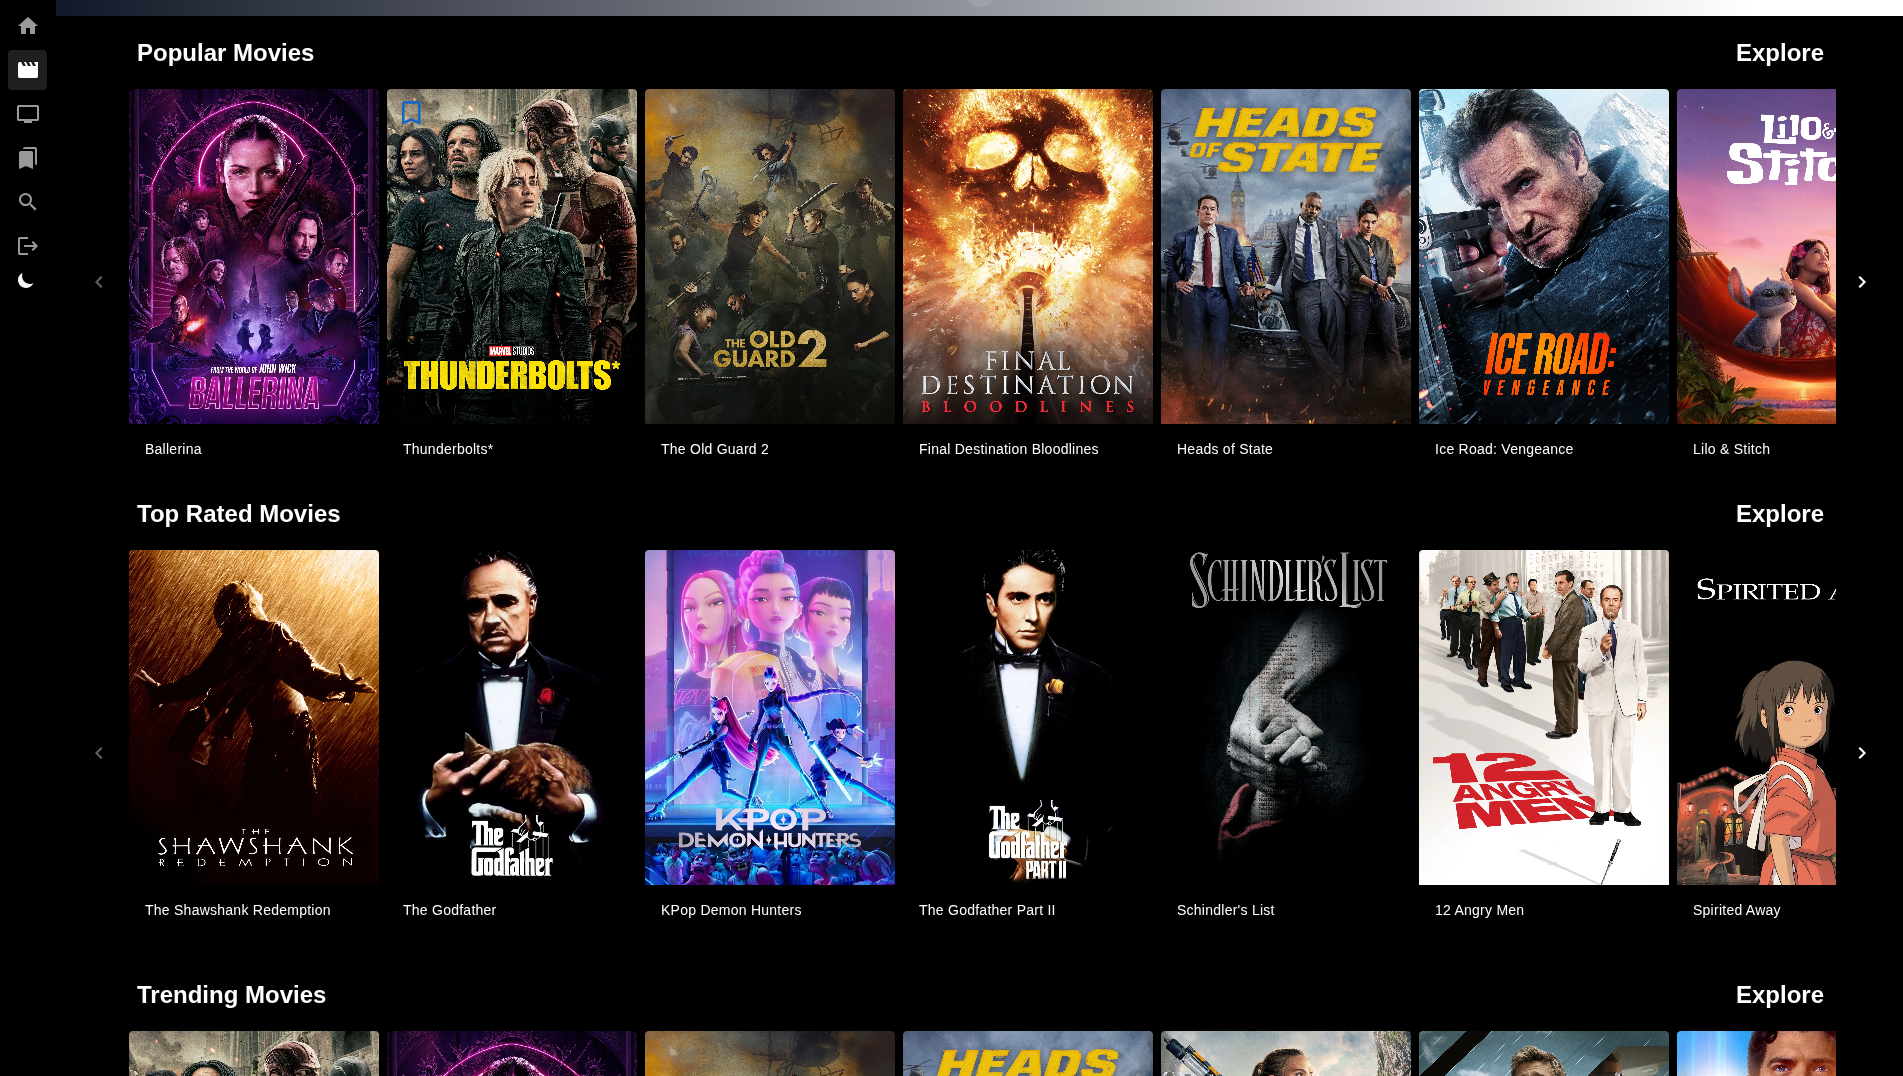 Popular Movies
Explore
FROM THE WORLD OF JOHN WICK
BALLERINA
MARVEL STUDIOS
THUNDERBOLTS*
THE OLD
GUARD 2
FINAL
DESTINATION
BLOODLINES
HEADS
OF STATE
ICE ROAD:
VENGEANCE
Lilo &
Stitc
Ballerina
Thunderbolts*
The Old Guard 2
Final Destination Bloodlines
Heads of State
Ice Road: Vengeance
Lilo & Stitch
Top Rated Movies
Explore
THE
SHAWSHANK
REDEMPTION
The
Godfather
KPOP
DEMON HUNTERS
The
Godfather
PART II
SCHINDLER'S LIST
12
ANGRY
MEN
SPIRITED A
The Shawshank Redemption
The Godfather
KPop Demon Hunters
The Godfather Part II
Schindler's List
12 Angry Men
Spirited Away
Trending Movies
Explore
HEADS